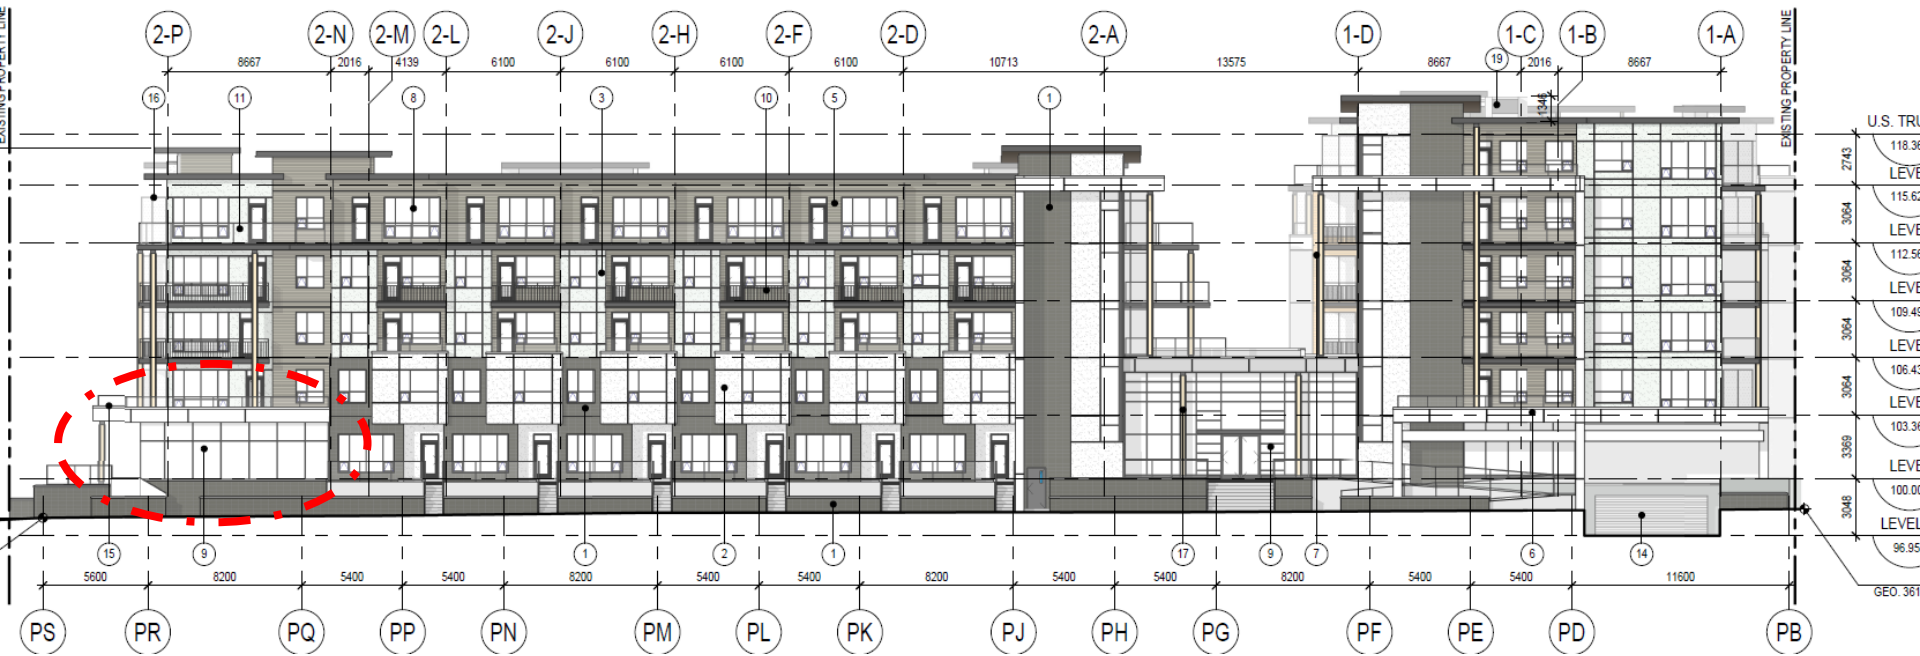 EXISTING PROPERTY LINE
2-P 2-N 2-M 2-L 2-J 2-H 2-F 2-D 2-A 1-D 1-C 1-B 1-A
EXISTING PROPERTY LINE
8667 2016 4139 6100 6100 6100 6100 10713 13575 8667 2016 8667
19
16 11 8 3 10 5 1
1346
U.S. TRU
118.36
2743
LEVE
115.62
3064
LEVE
112.56
3064
LEVE
109.49
3064
LEVE
106.43
3064
LEVE
103.36
3369
LEVE
100.00
3048
LEVEL
96.95
15 9 1 2 1 17 9 7 6 14
5600 8200 5400 5400 8200 5400 5400 8200 5400 5400 8200 5400 5400 11600
GEO. 361
PS PR PQ PP PN PM PL PK PJ PH PG PF PE PD PB